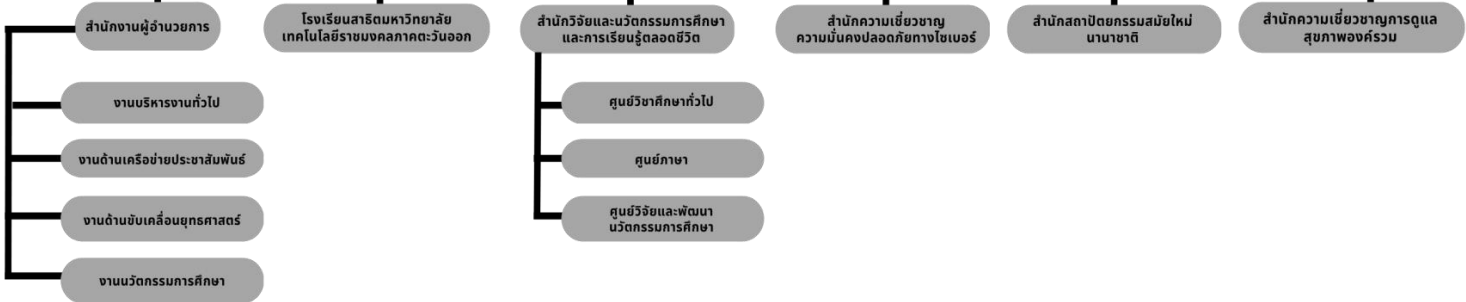 สำนักงานผู้อำนวยการ
โรงเรียนสาธิตมหาวิทยาลัย
เทคโนโลยีราชมงคลภาคตะวันออก
สำนักวิจัยและนวัตกรรมการศึกษา
และการเรียนรู้ตลอดชีวิต
สำนักความเชี่ยวชาญ
ความมั่นคงปลอดภัยทางไซเบอร์
สำนักสถาปัตยกรรมสมัยใหม่
นานาชาติ
สำนักความเชี่ยวชาญการดูแล
สุขภาพองค์รวม
งานบริหารงานทั่วไป
งานด้านเครือข่ายประชาสัมพันธ์
งานด้านขับเคลื่อนยุทธศาสตร์
งานนวัตกรรมการศึกษา
ศูนย์วิชาศึกษาทั่วไป
ศูนย์ภาษา
ศูนย์วิจัยและพัฒนา
นวัตกรรมการศึกษา